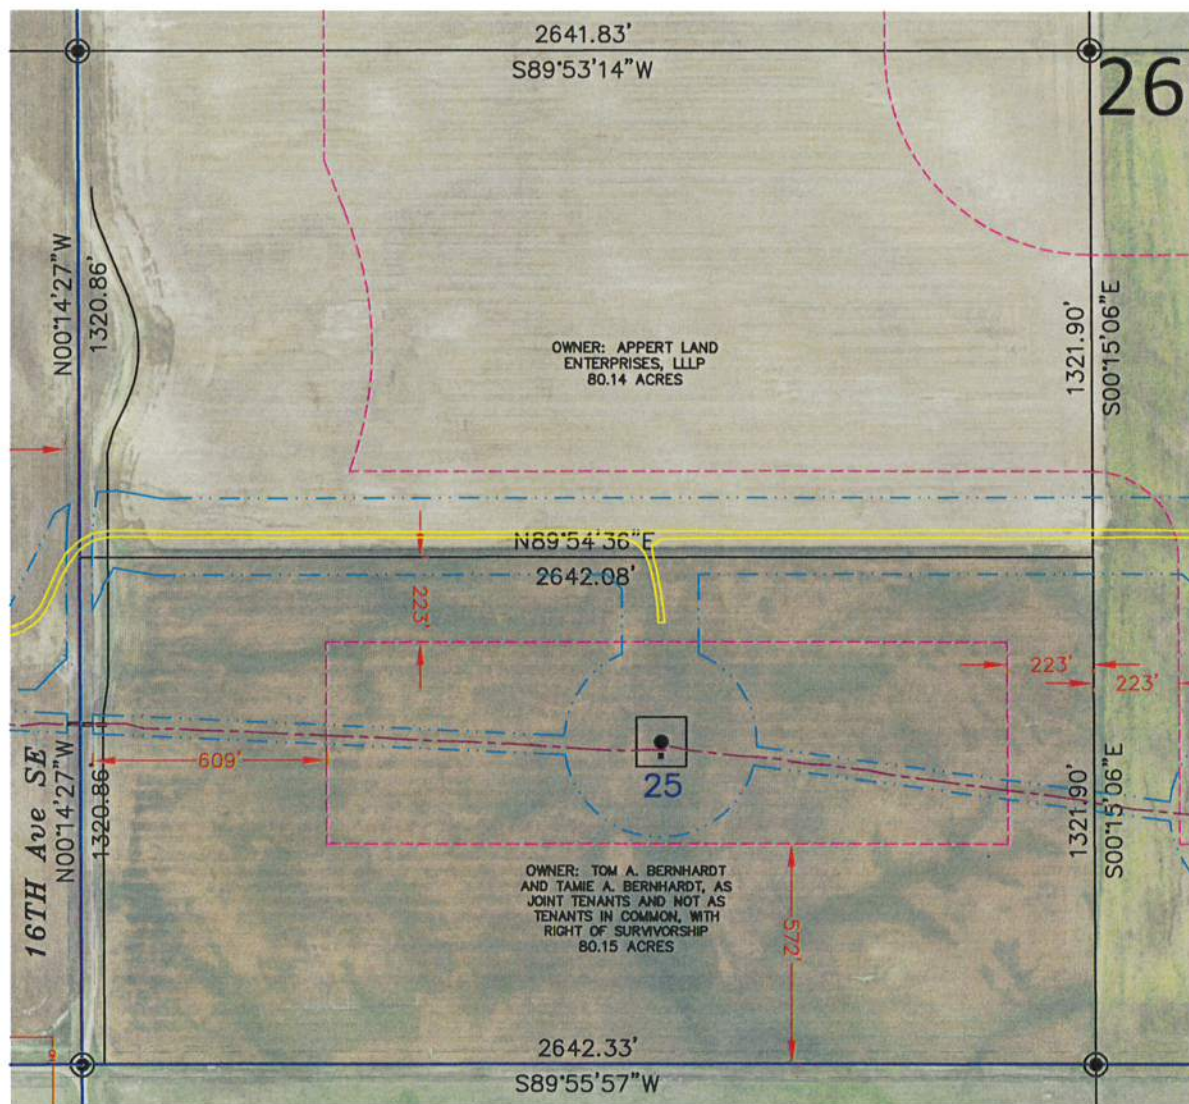 2641.83'
S89°53'14"W
26
N00°14'27"W
1320.86'
1321.90'
S00°15'06"E
OWNER: APPERT LAND
ENTERPRISES, LLLP
80.14 ACRES
N89°54'36"E
2642.08'
223'
223'
223'
609'
25
16TH Ave SE
N00°14'27"W
1320.86'
1321.90'
S00°15'06"E
OWNER: TOM A. BERNHARDT
AND TAMIE A. BERNHARDT, AS
JOINT TENANTS AND NOT AS
TENANTS IN COMMON, WITH
RIGHT OF SURVIVORSHIP
80.15 ACRES
572'
2642.33'
S89°55'57"W